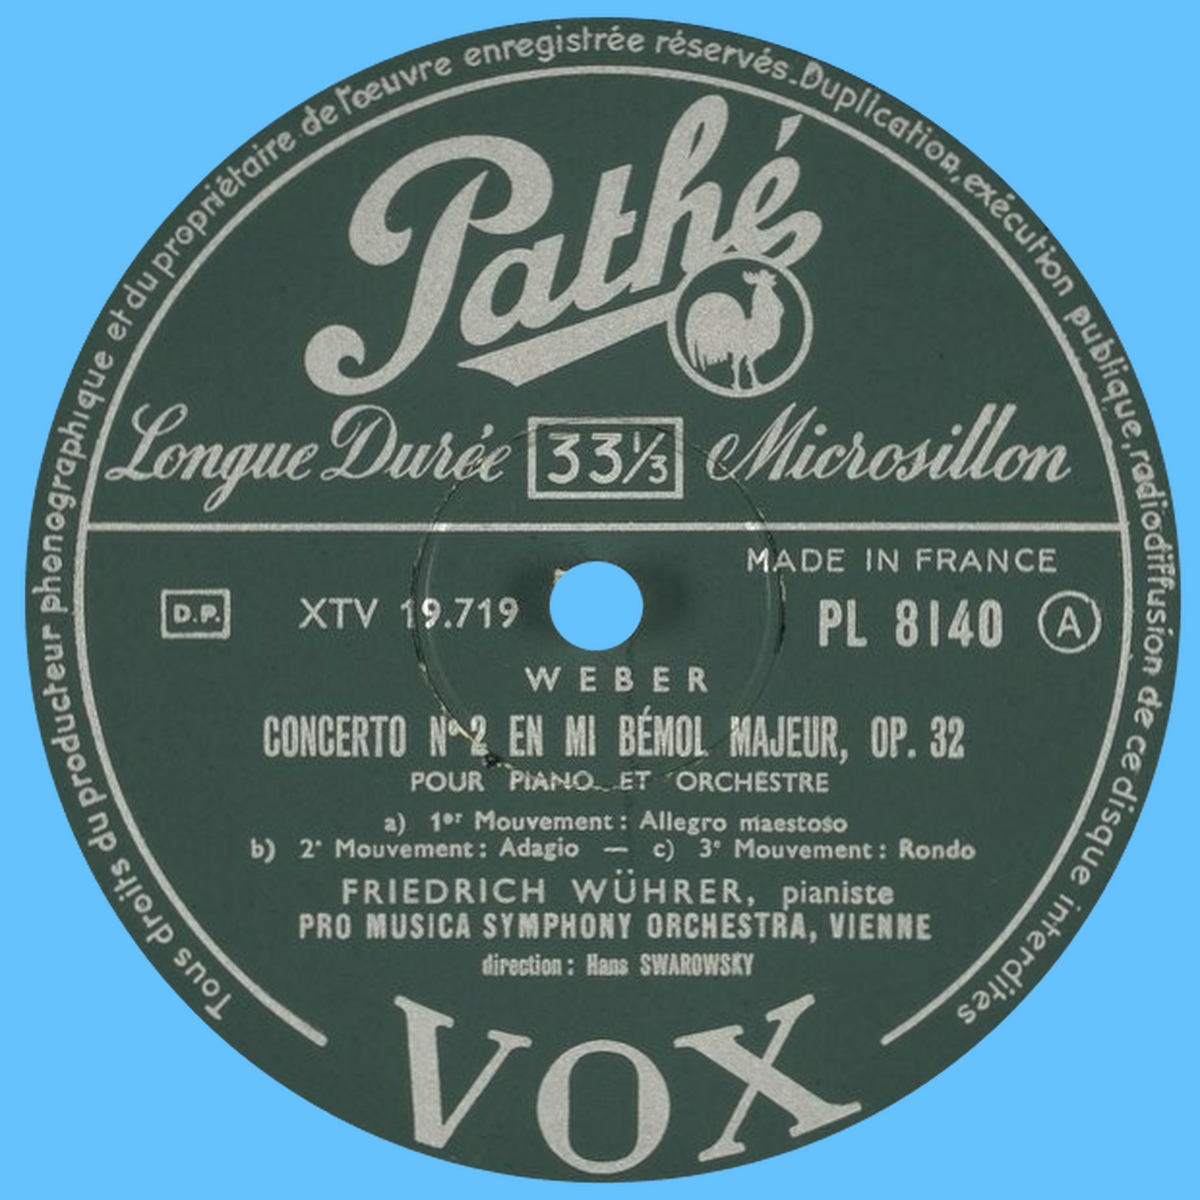 Tous droits du producteur phonographique et du propriétaire de l'œuvre enregistrée réservés. Duplication, exécution publique, radiodiffusion de ce disque interdites
Pathé
Longue Durée 33⅓ Microsillon
MADE IN FRANCE
D.P. XTV 19.719 PL 8140 A
WEBER
CONCERTO Nº 2 EN MI BÉMOL MAJEUR, OP. 32
POUR PIANO ET ORCHESTRE
a) 1er Mouvement : Allegro maestoso
b) 2e Mouvement : Adagio — c) 3e Mouvement : Rondo
FRIEDRICH WÜHRER, pianiste
PRO MUSICA SYMPHONY ORCHESTRA, VIENNE
direction : Hans SWAROWSKY
VOX